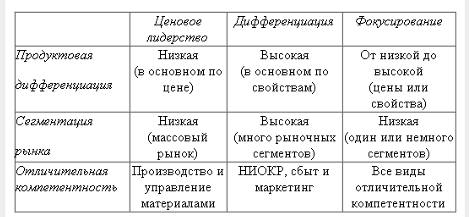 Ценовое лидерство
Дифференциация
Фокусирование
Продуктовая дифференциация
Низкая
(в основном по
цене)
Высокая
(в основном по
свойствам)
От низкой до
высокой
(цены или
свойства)
Сегментация рынка
Низкая
(массовый
рынок)
Высокая
(много рыночных
сегментов)
Низкая
(один или немного
сегментов)
Отличительная
компетентность
Производство и
управление
материалами
НИОКР, сбыт и
маркетинг
Все виды
отличительной
компетентности